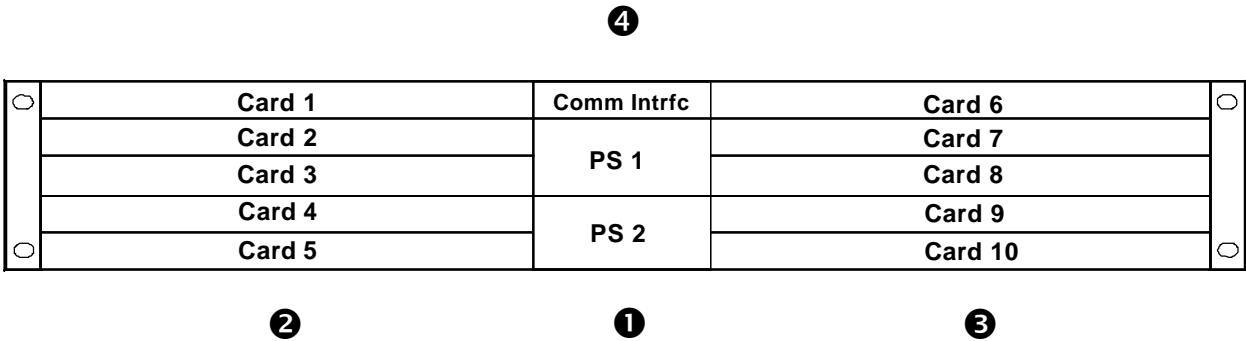 ❹
Card 1 Comm Intrfc Card 6
Card 2 Card 7
PS 1
Card 3 Card 8
Card 4 Card 9
PS 2
Card 5 Card 10
❷ ❶ ❸